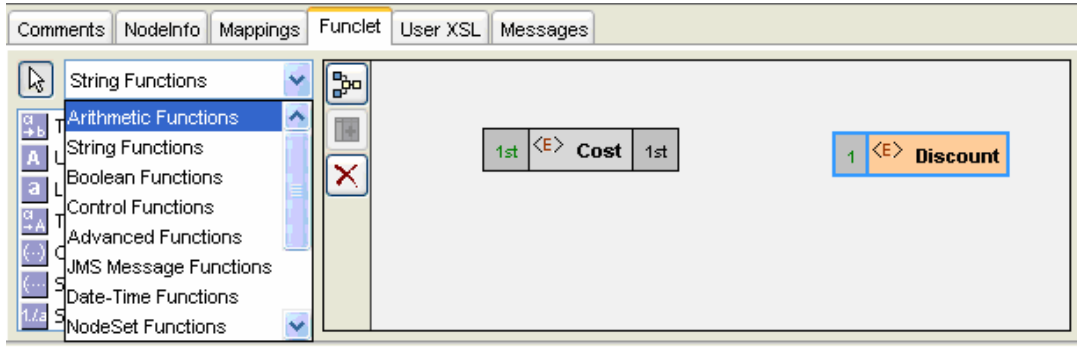 Comments NodeInfo Mappings Funclet User XSL Messages
String Functions
Arithmetic Functions
String Functions
Boolean Functions
Control Functions
Advanced Functions
JMS Message Functions
Date-Time Functions
NodeSet Functions
1st <E> Cost 1st
1 <E> Discount